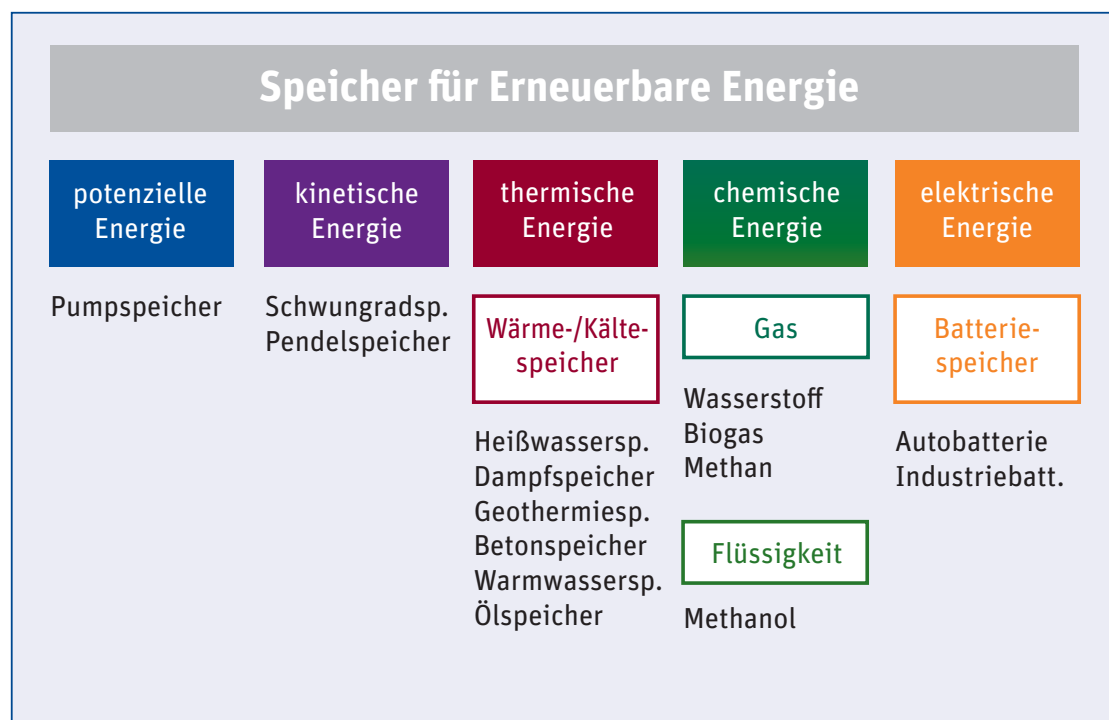 Speicher für Erneuerbare Energie
potenzielle
Energie
Pumpspeicher
kinetische
Energie
Schwungradsp.
Pendelspeicher
thermische
Energie
Wärme-/Kälte-
speicher
Heißwassersp.
Dampfspeicher
Geothermiesp.
Betonspeicher
Warmwassersp.
Ölspeicher
chemische
Energie
Gas
Wasserstoff
Biogas
Methan
Flüssigkeit
Methanol
elektrische
Energie
Batterie-
speicher
Autobatterie
Industriebatt.